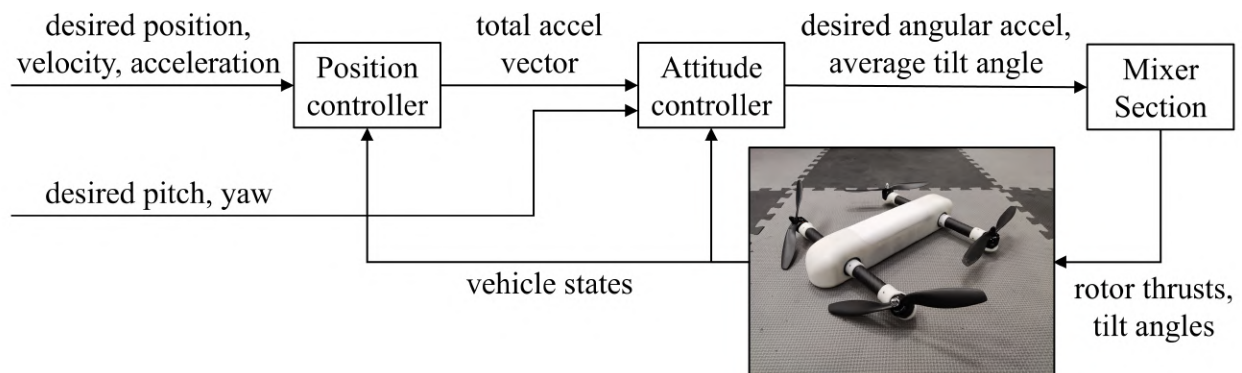 desired position,
velocity, acceleration
Position
controller
total accel
vector
Attitude
controller
desired angular accel,
average tilt angle
Mixer
Section
desired pitch, yaw
vehicle states
rotor thrusts,
tilt angles